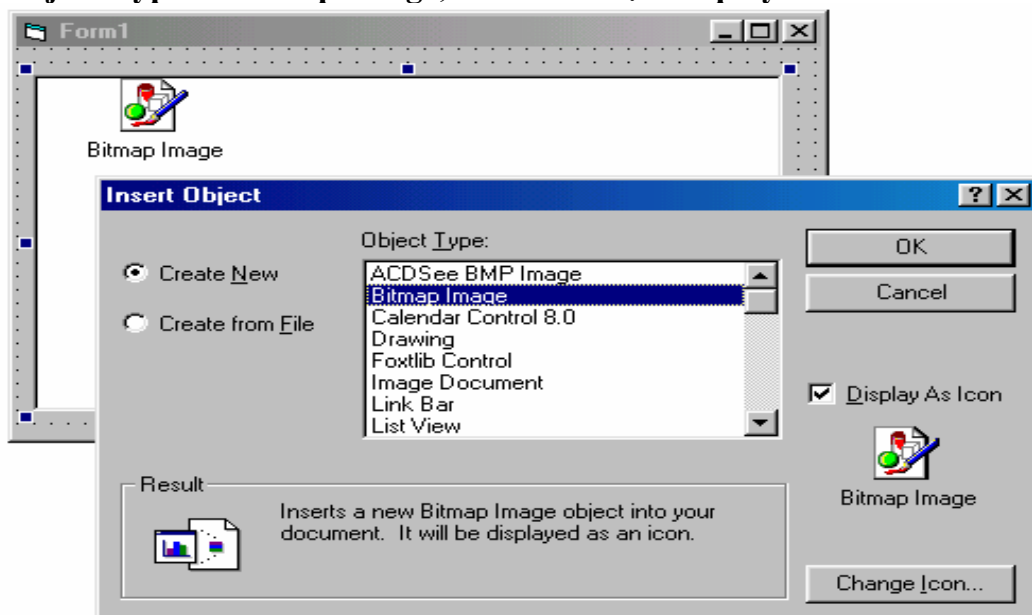 Form1
Bitmap Image
Insert Object
Object Type:
Create New
Create from File
ACDSee BMP Image
Bitmap Image
Calendar Control 8.0
Drawing
Foxtlib Control
Image Document
Link Bar
List View
OK
Cancel
Display As Icon
Bitmap Image
Result
Inserts a new Bitmap Image object into your
document. It will be displayed as an icon.
Change Icon...